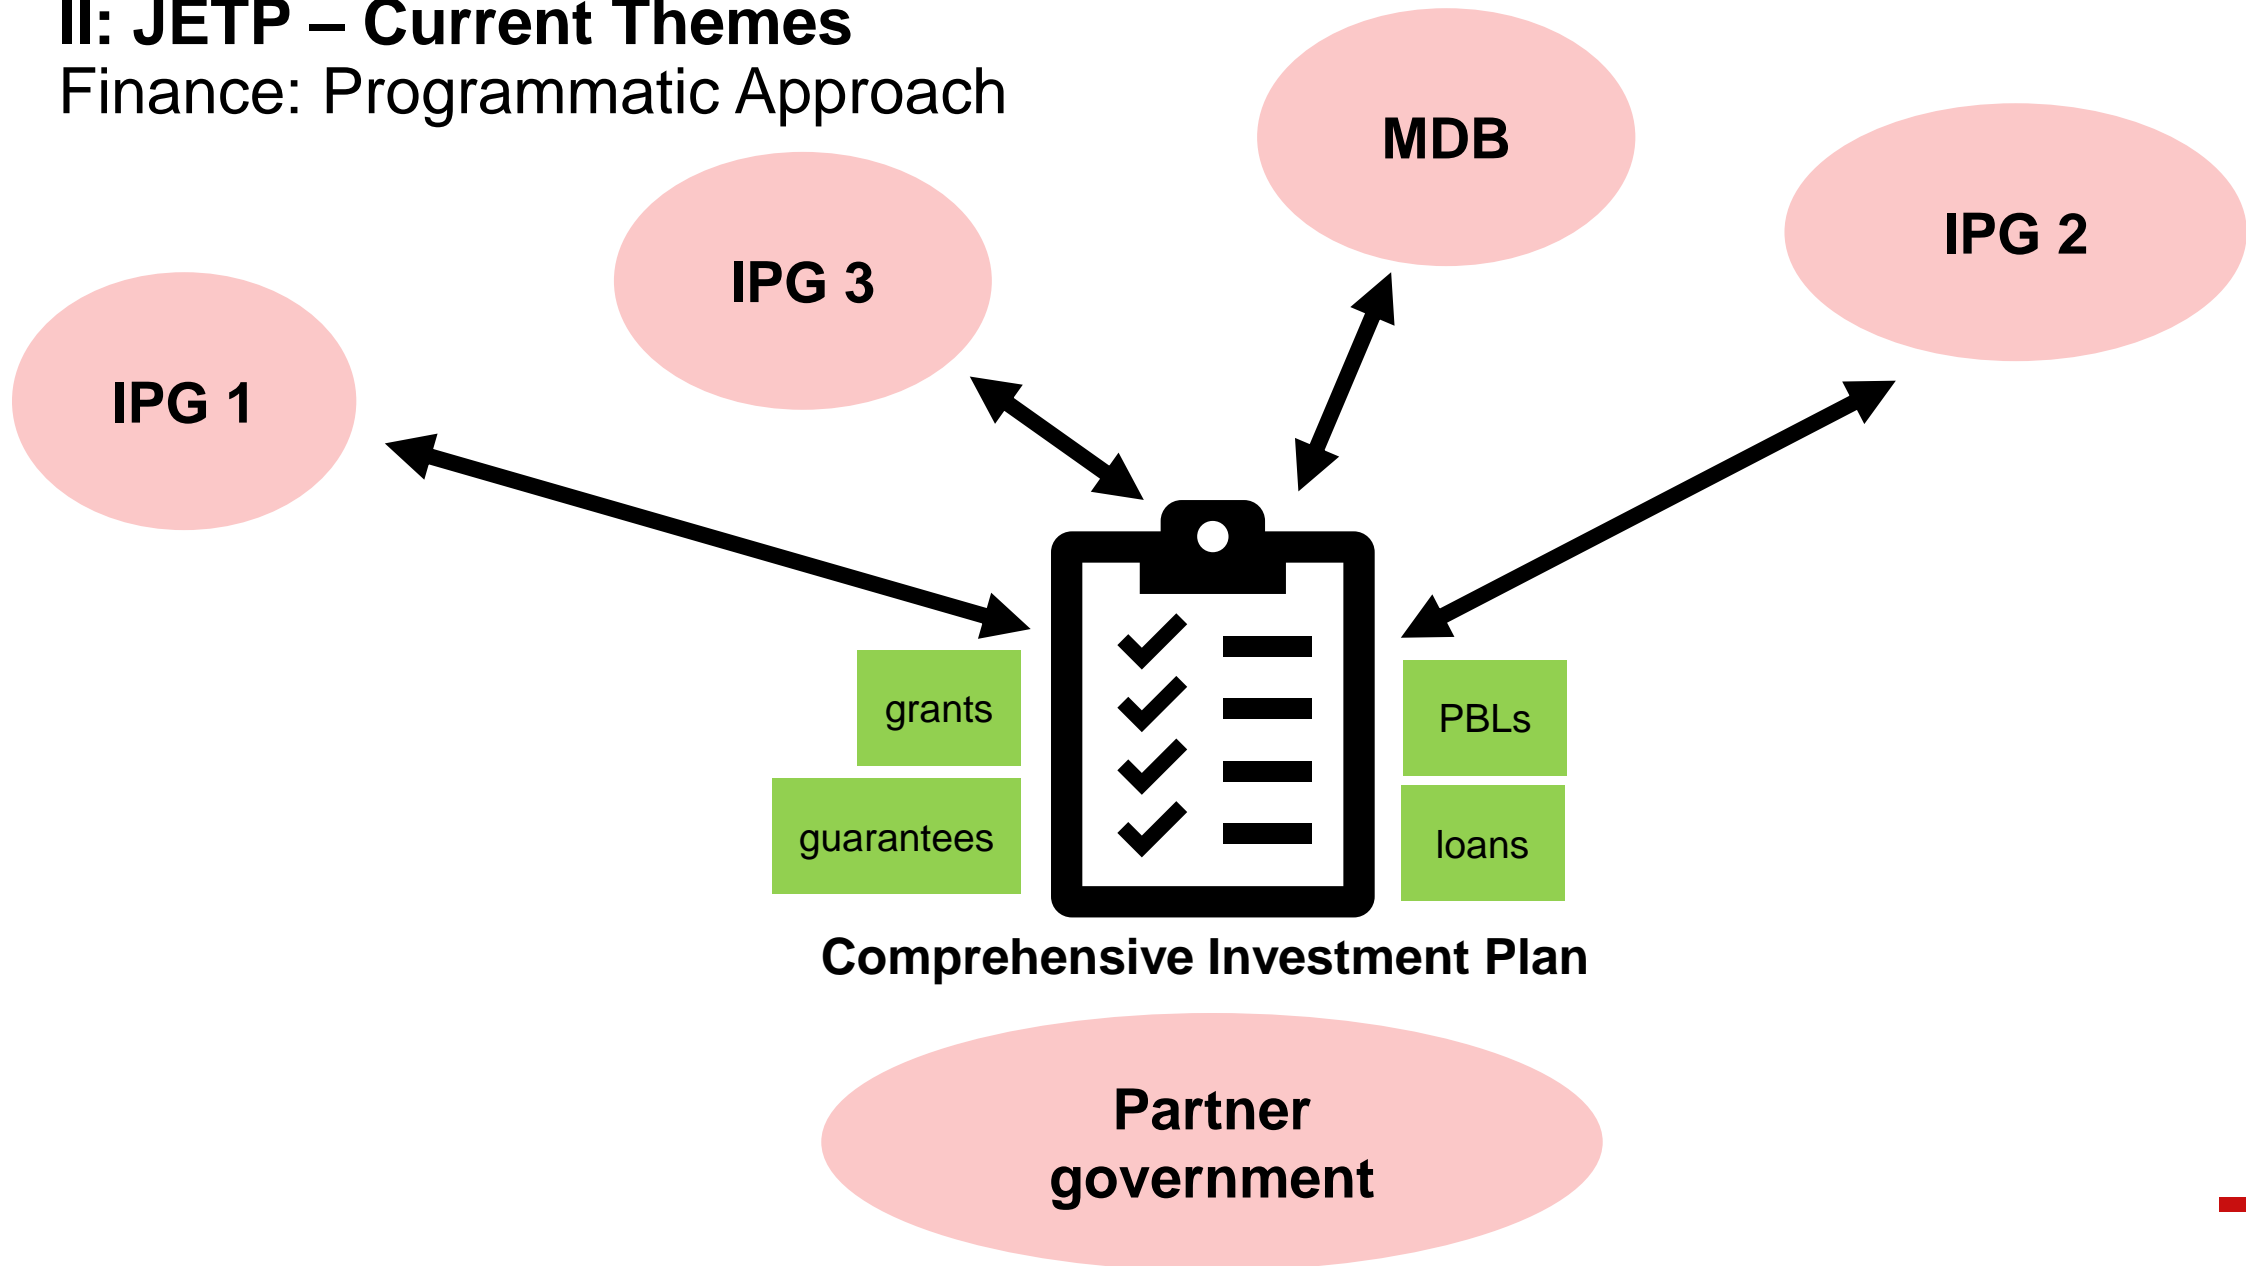 II: JETP – Current Themes
Finance: Programmatic Approach
MDB
IPG 2
IPG 3
IPG 1
grants
PBLs
guarantees
loans
Comprehensive Investment Plan
Partner
government